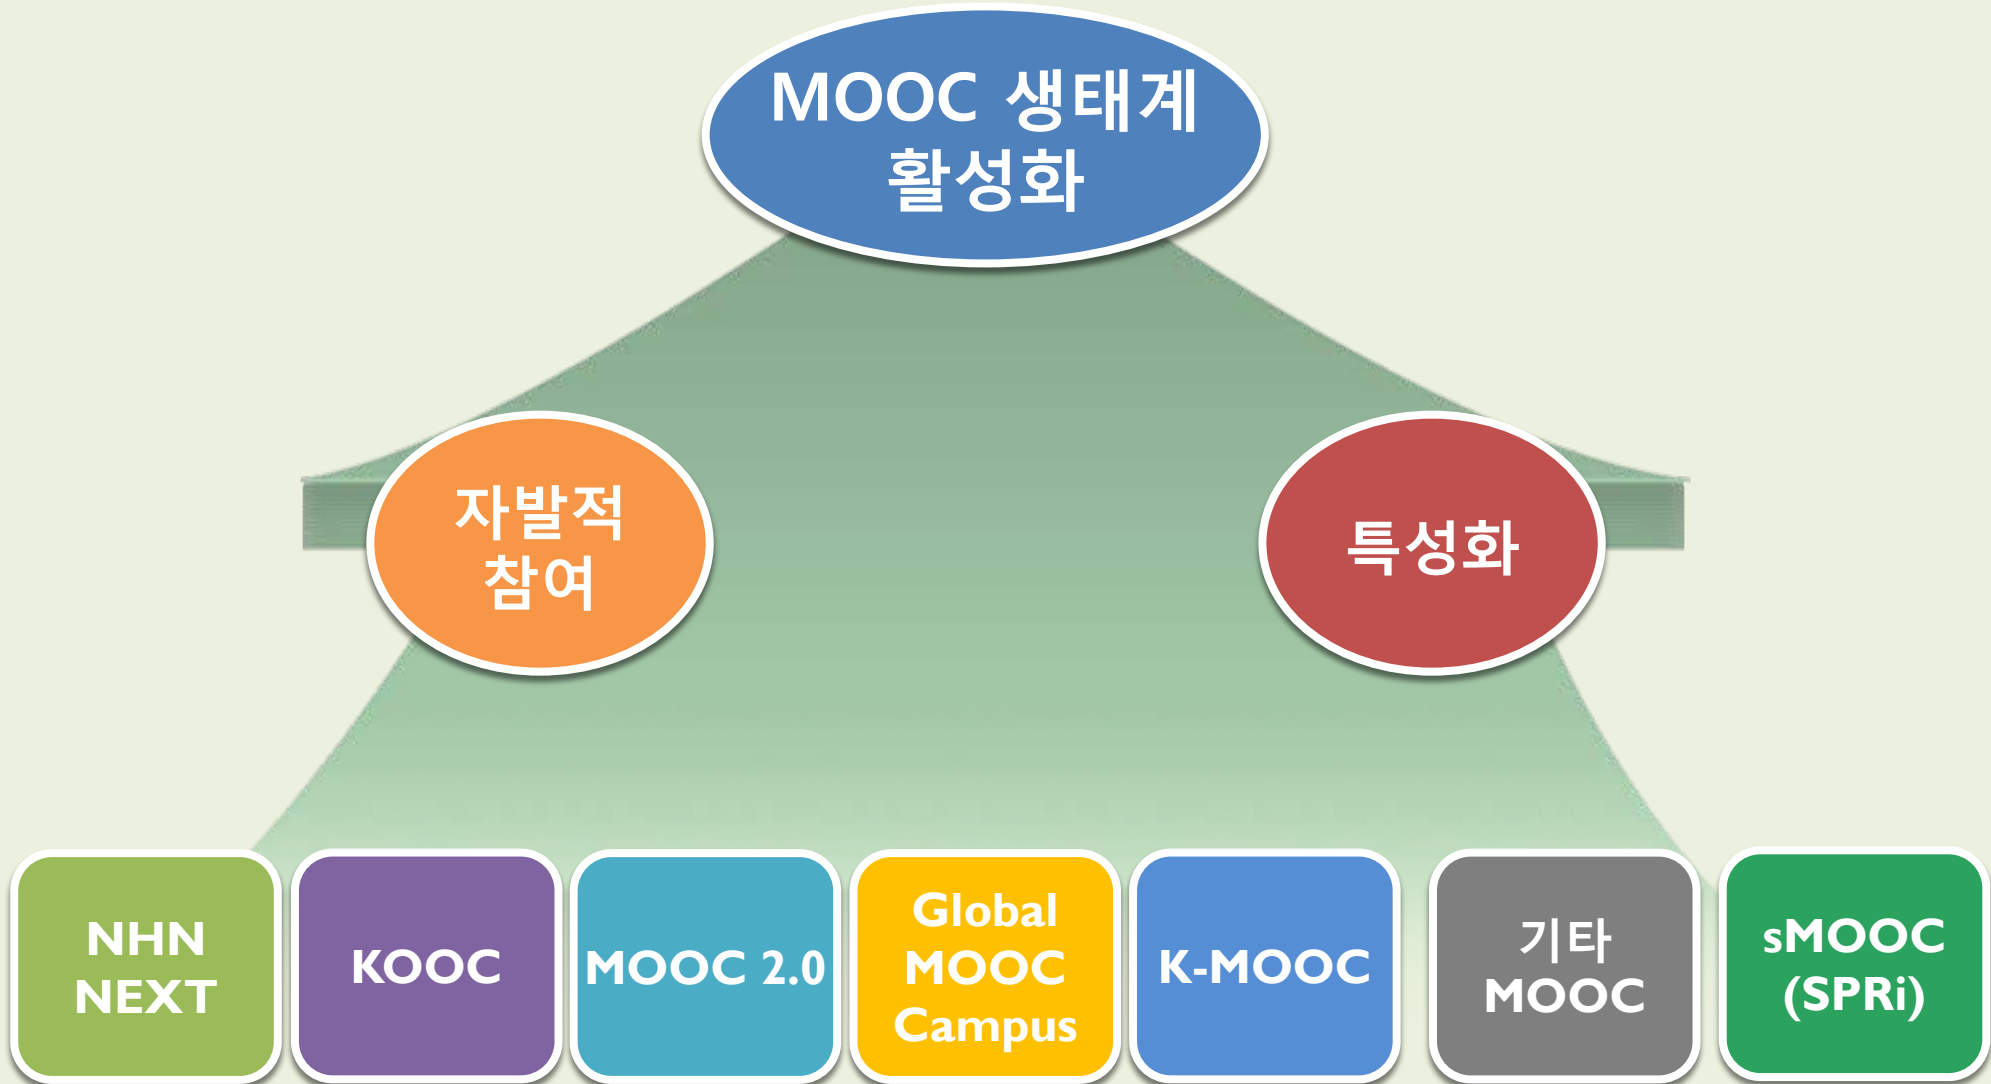 MOOC 생태계
활성화
자발적
참여
특성화
NHN
NEXT
KOOC
MOOC 2.0
Global
MOOC
Campus
K-MOOC
기타
MOOC
sMOOC
(SPRi)